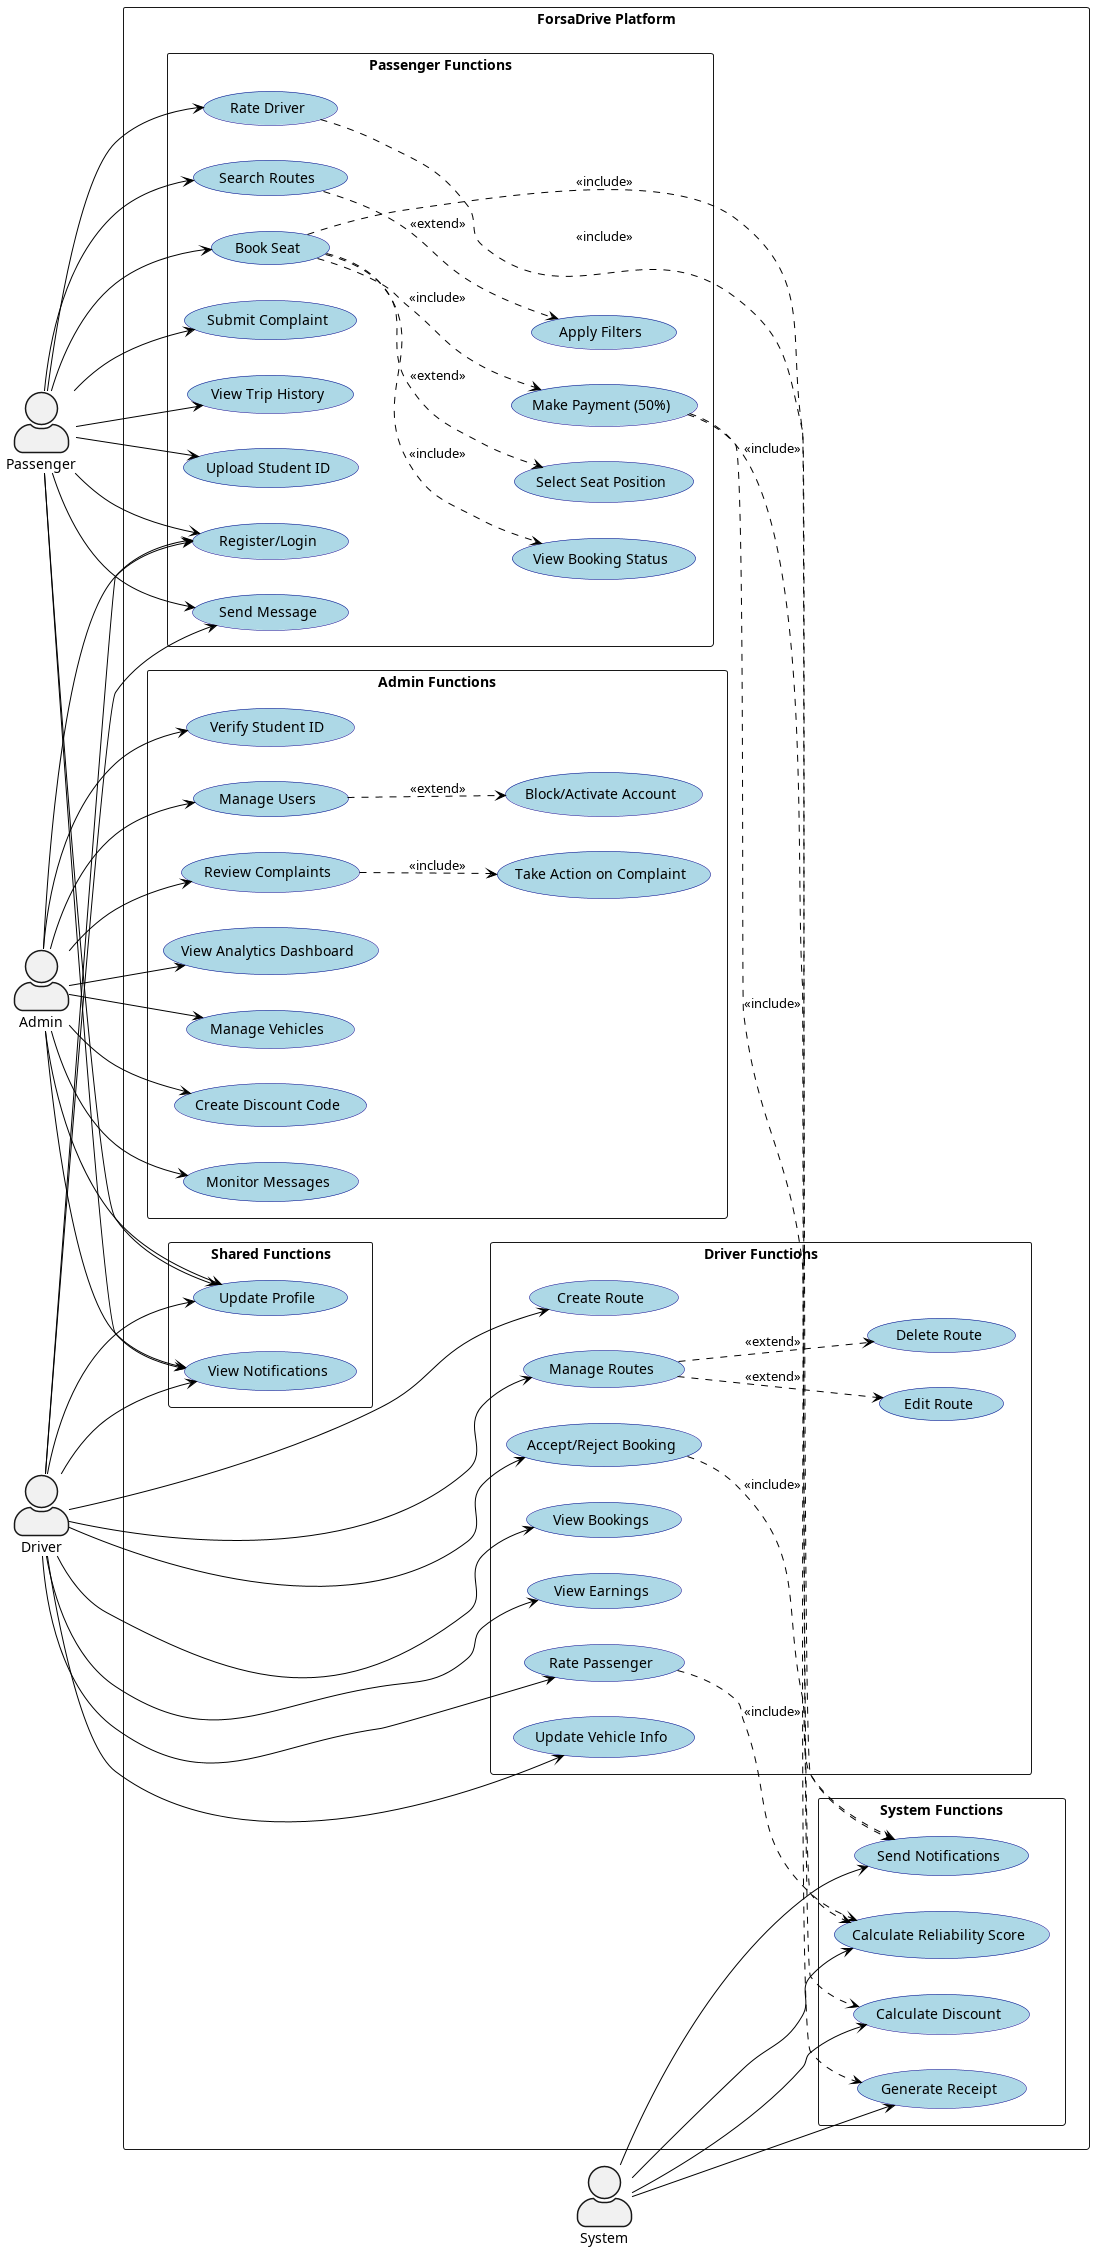 ForsaDrive Platform
Passenger Functions
Rate Driver
Search Routes
«include»
Book Seat
«extend»
«include»
Submit Complaint
«include»
Apply Filters
Passenger
View Trip History
«extend»
Make Payment (50%)
Upload Student ID
«include»
«include»
Select Seat Position
Register/Login
View Booking Status
Send Message
Admin Functions
Verify Student ID
Manage Users
«extend»
Block/Activate Account
Review Complaints
«include»
Take Action on Complaint
View Analytics Dashboard
«include»
Admin
Manage Vehicles
Create Discount Code
Monitor Messages
Shared Functions
Update Profile
View Notifications
Driver Functions
Create Route
Manage Routes
«extend»
Delete Route
«extend»
Edit Route
Accept/Reject Booking
«include»
Driver
View Bookings
View Earnings
Rate Passenger
«include»
Update Vehicle Info
System Functions
Send Notifications
Calculate Reliability Score
Calculate Discount
Generate Receipt
System